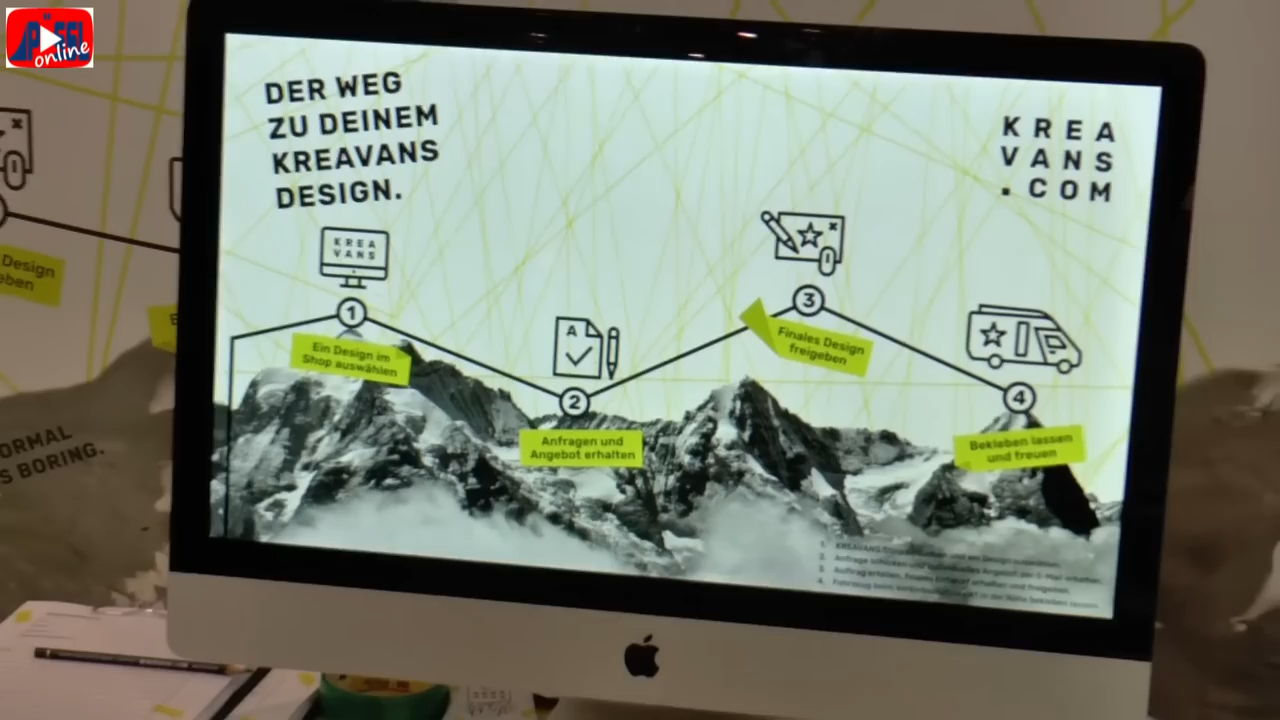 PÖSSL
online
DER WEG
ZU DEINEM
KREAVANS
DESIGN.
KREA
VANS
.COM
KREA
VANS
1
Ein Design im
Shop auswählen
A
2
Anfragen und
Angebot erhalten
3
Finales Design
freigeben
4
Bekleben lassen
und freuen
Design
eben
ORMAL
S BORING.